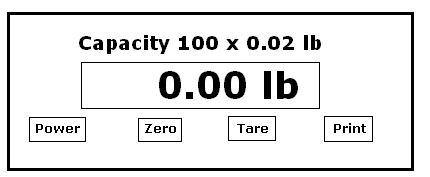 Capacity 100 x 0.02 lb
0.00 lb
Power Zero Tare Print